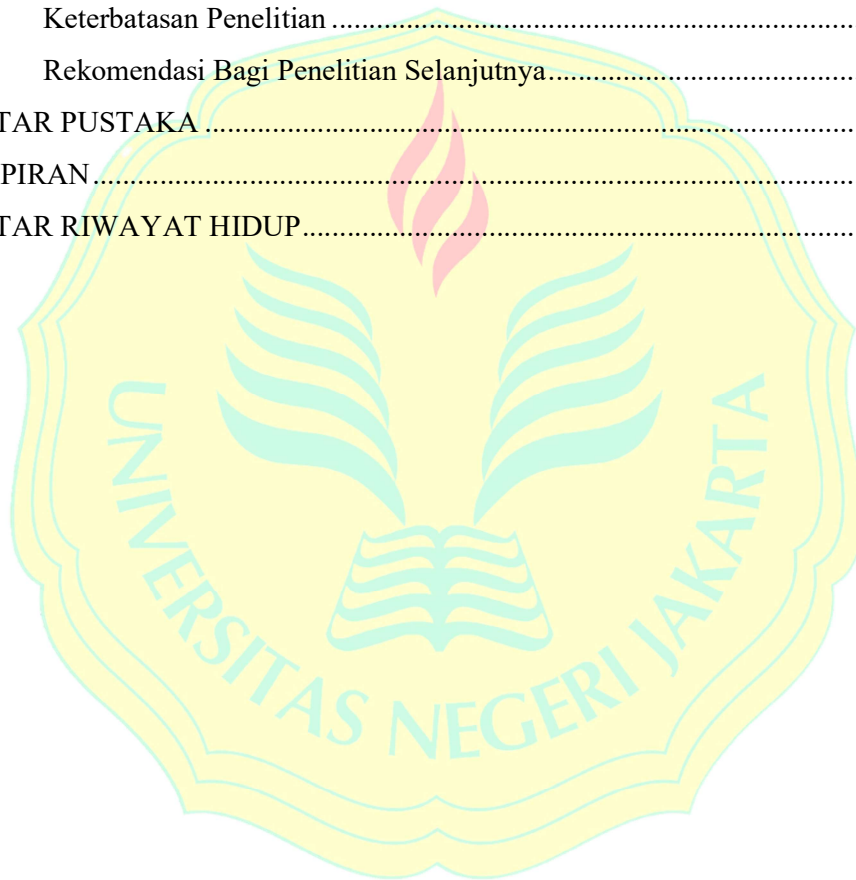 Keterbatasan Penelitian ..........................................................................
Rekomendasi Bagi Penelitian Selanjutnya..........................................
TAR PUSTAKA .........................................................................................
PIRAN........................................................................................................
TAR RIWAYAT HIDUP............................................................................
UNIVERSITAS NEGERI JAKARTA